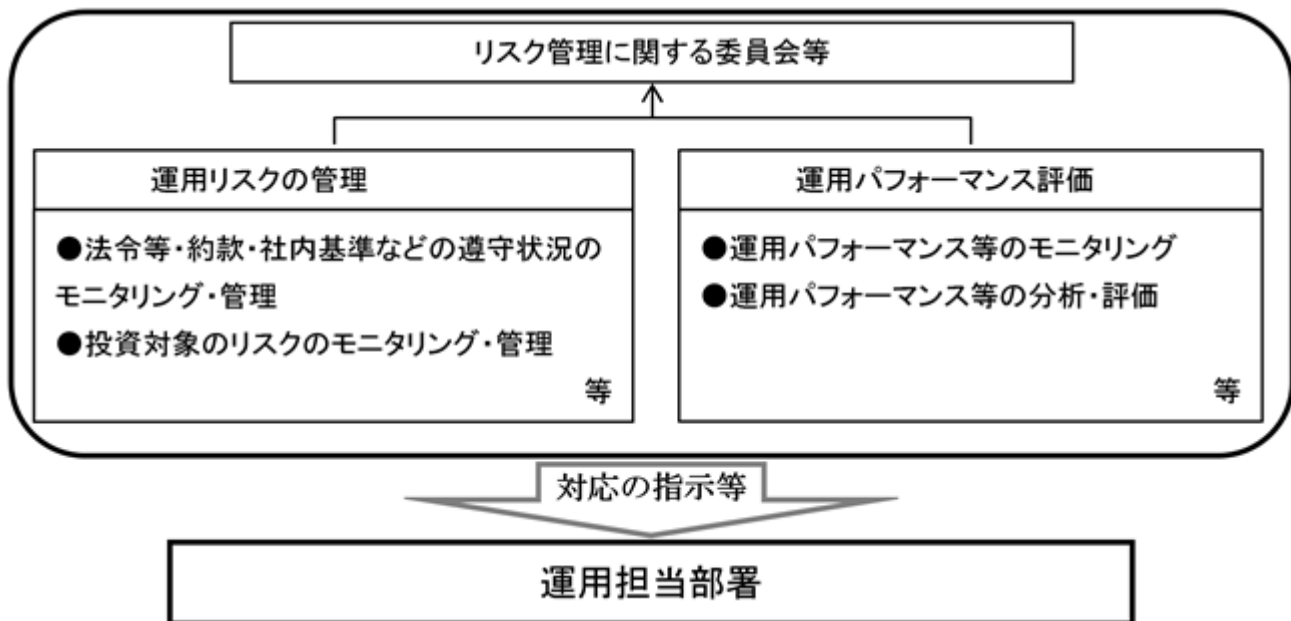 リスク管理に関する委員会等
運用リスクの管理
●法令等・約款・社内基準などの遵守状況の
モニタリング・管理
●投資対象のリスクのモニタリング・管理
等
運用パフォーマンス評価
●運用パフォーマンス等のモニタリング
●運用パフォーマンス等の分析・評価
等
対応の指示等
運用担当部署